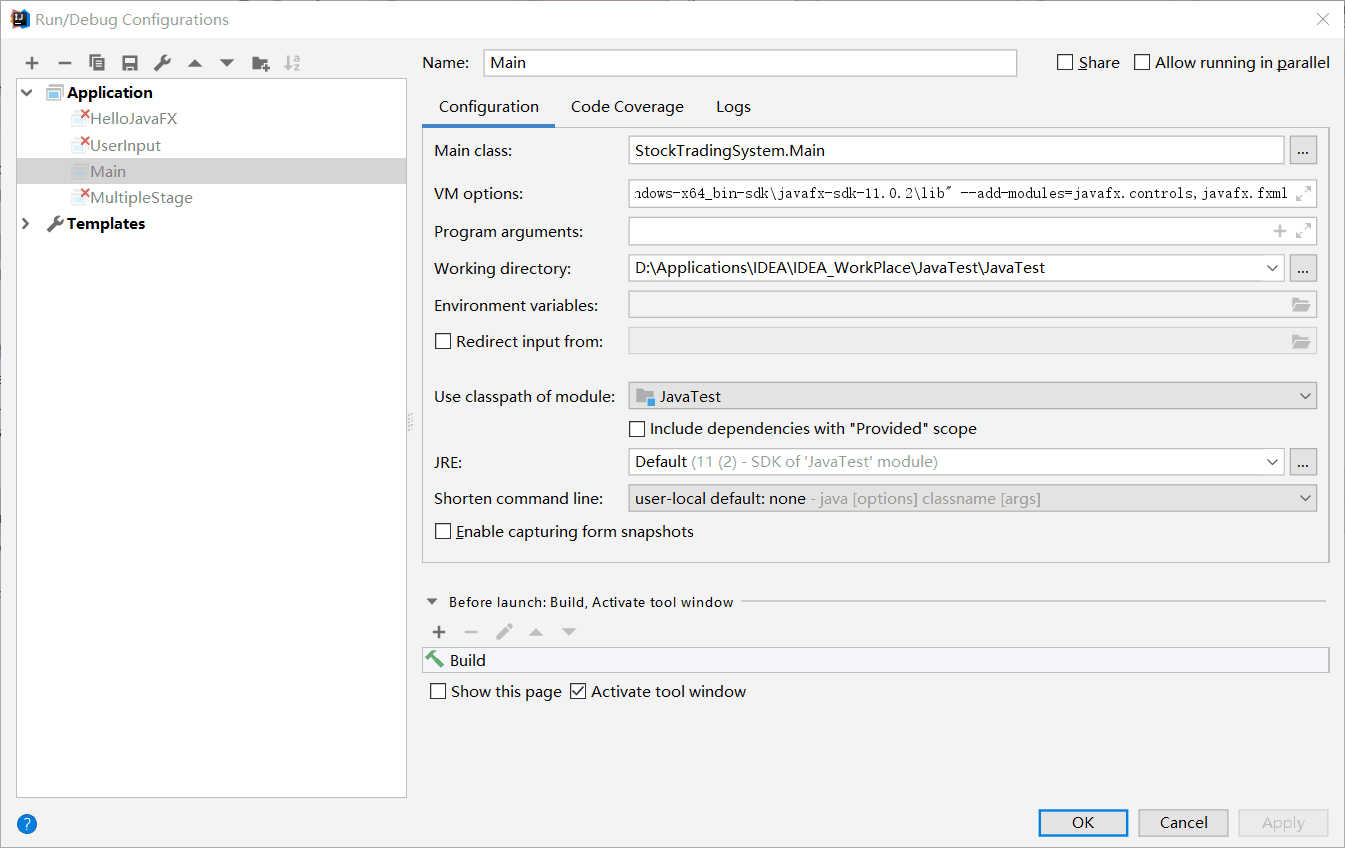 Run/Debug Configurations
Name: Main Share Allow running in parallel
Application
HelloJavaFX
UserInput
Main
MultipleStage
Templates
Configuration Code Coverage Logs
Main class: StockTradingSystem.Main ...
VM options: ndows-x64_bin-sdk\javafx-sdk-11.0.2\lib" --add-modules=javafx.controls,javafx.fxml
Program arguments:
Working directory: D:\Applications\IDEA\IDEA_WorkPlace\JavaTest\JavaTest ...
Environment variables:
Redirect input from:
Use classpath of module: JavaTest
Include dependencies with "Provided" scope
JRE: Default (11 (2) - SDK of 'JavaTest' module) ...
Shorten command line: user-local default: none - java [options] classname [args]
Enable capturing form snapshots
Before launch: Build, Activate tool window
Build
Show this page Activate tool window
? OK Cancel Apply